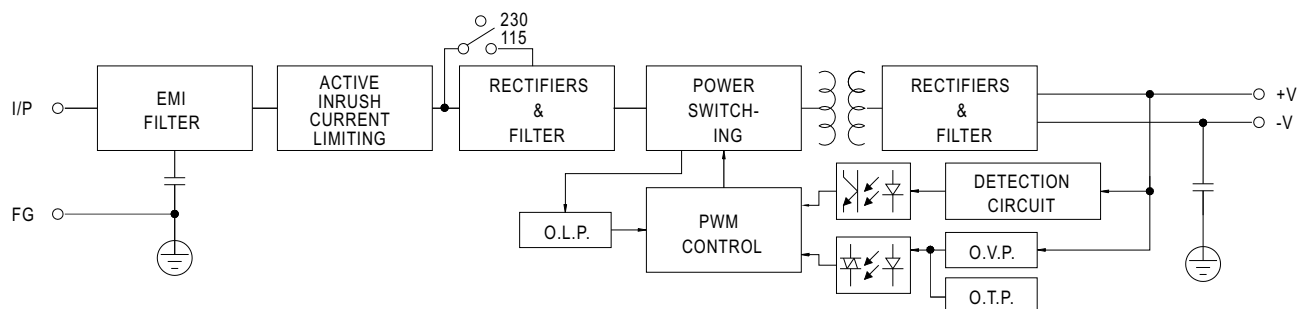 230
115
I/P
EMI
FILTER
ACTIVE
INRUSH
CURRENT
LIMITING
RECTIFIERS
&
FILTER
POWER
SWITCH-
ING
RECTIFIERS
&
FILTER
+V
-V
FG
O.L.P.
PWM
CONTROL
DETECTION
CIRCUIT
O.V.P.
O.T.P.